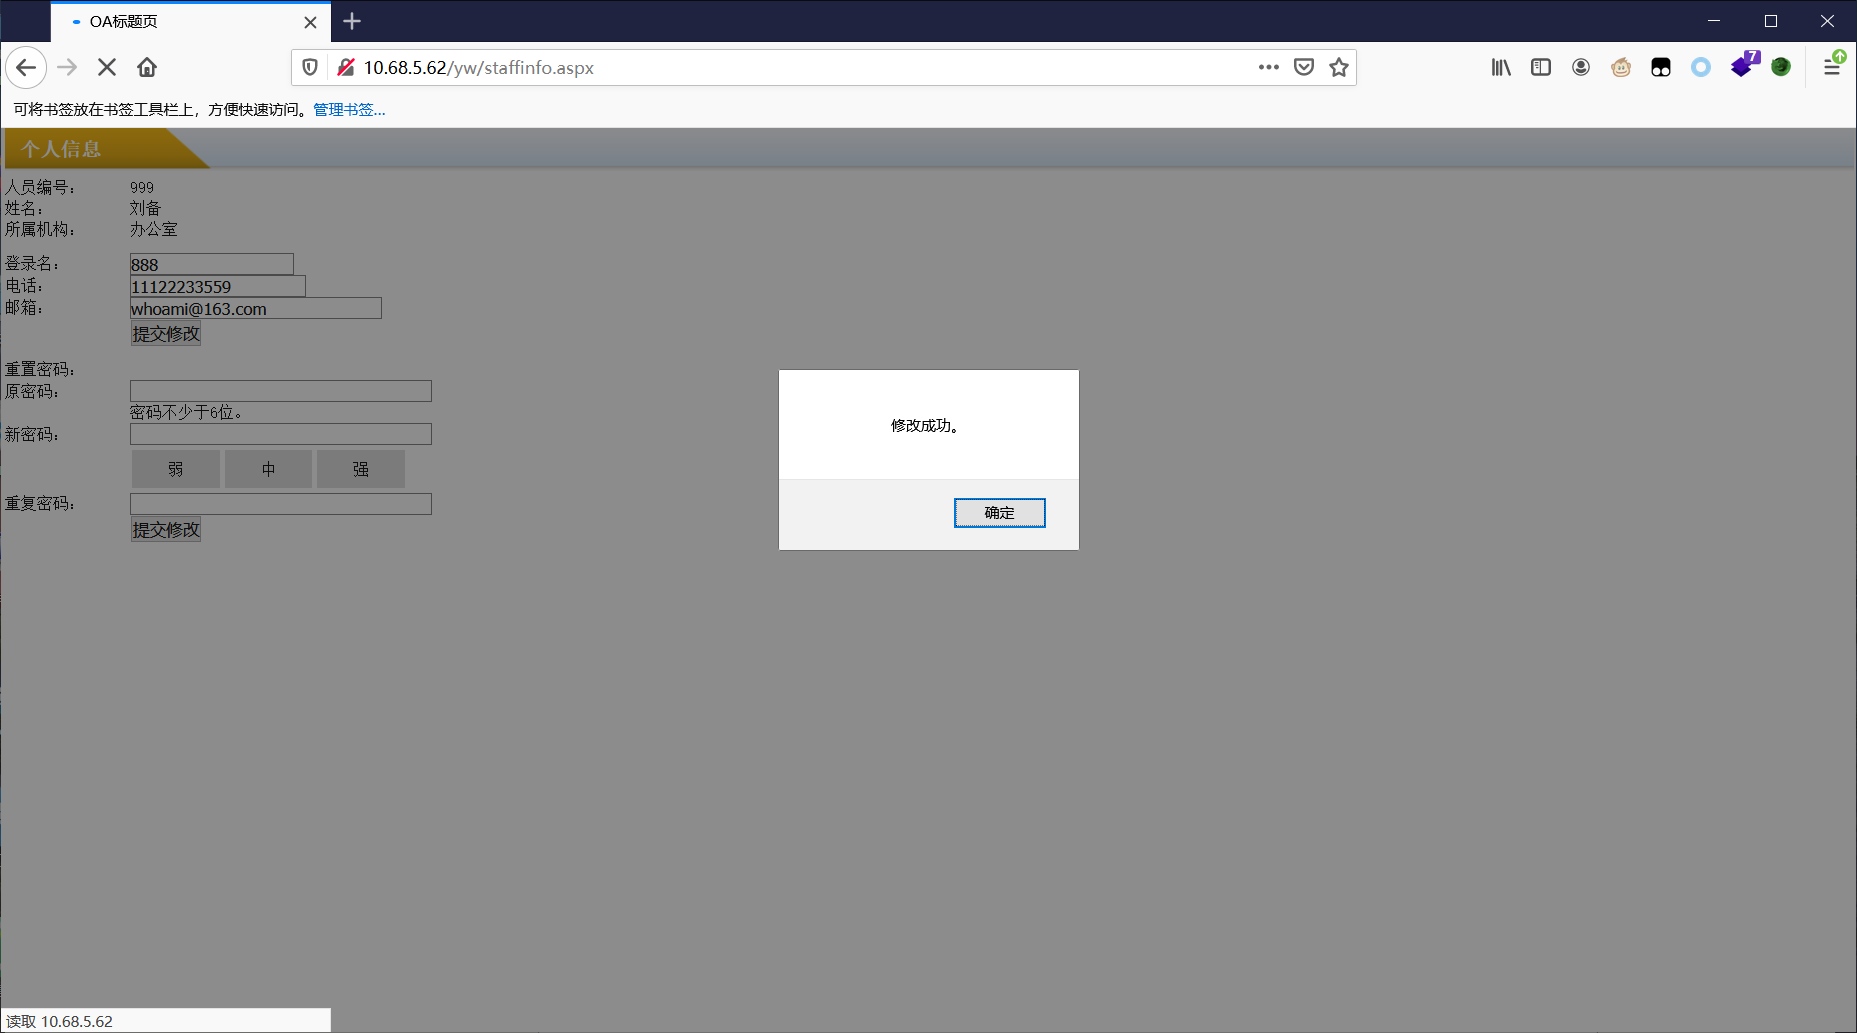 OA标题页
10.68.5.62/yw/staffinfo.aspx
7
可将书签放在书签工具栏上，方便快速访问。管理书签...
个人信息
人员编号： 999
姓名： 刘备
所属机构： 办公室
登录名： 888
电话： 11122233559
邮箱： whoami@163.com
提交修改
重置密码：
原密码：
密码不少于6位。
新密码：
弱 中 强
重复密码：
提交修改
修改成功。
确定
读取 10.68.5.62